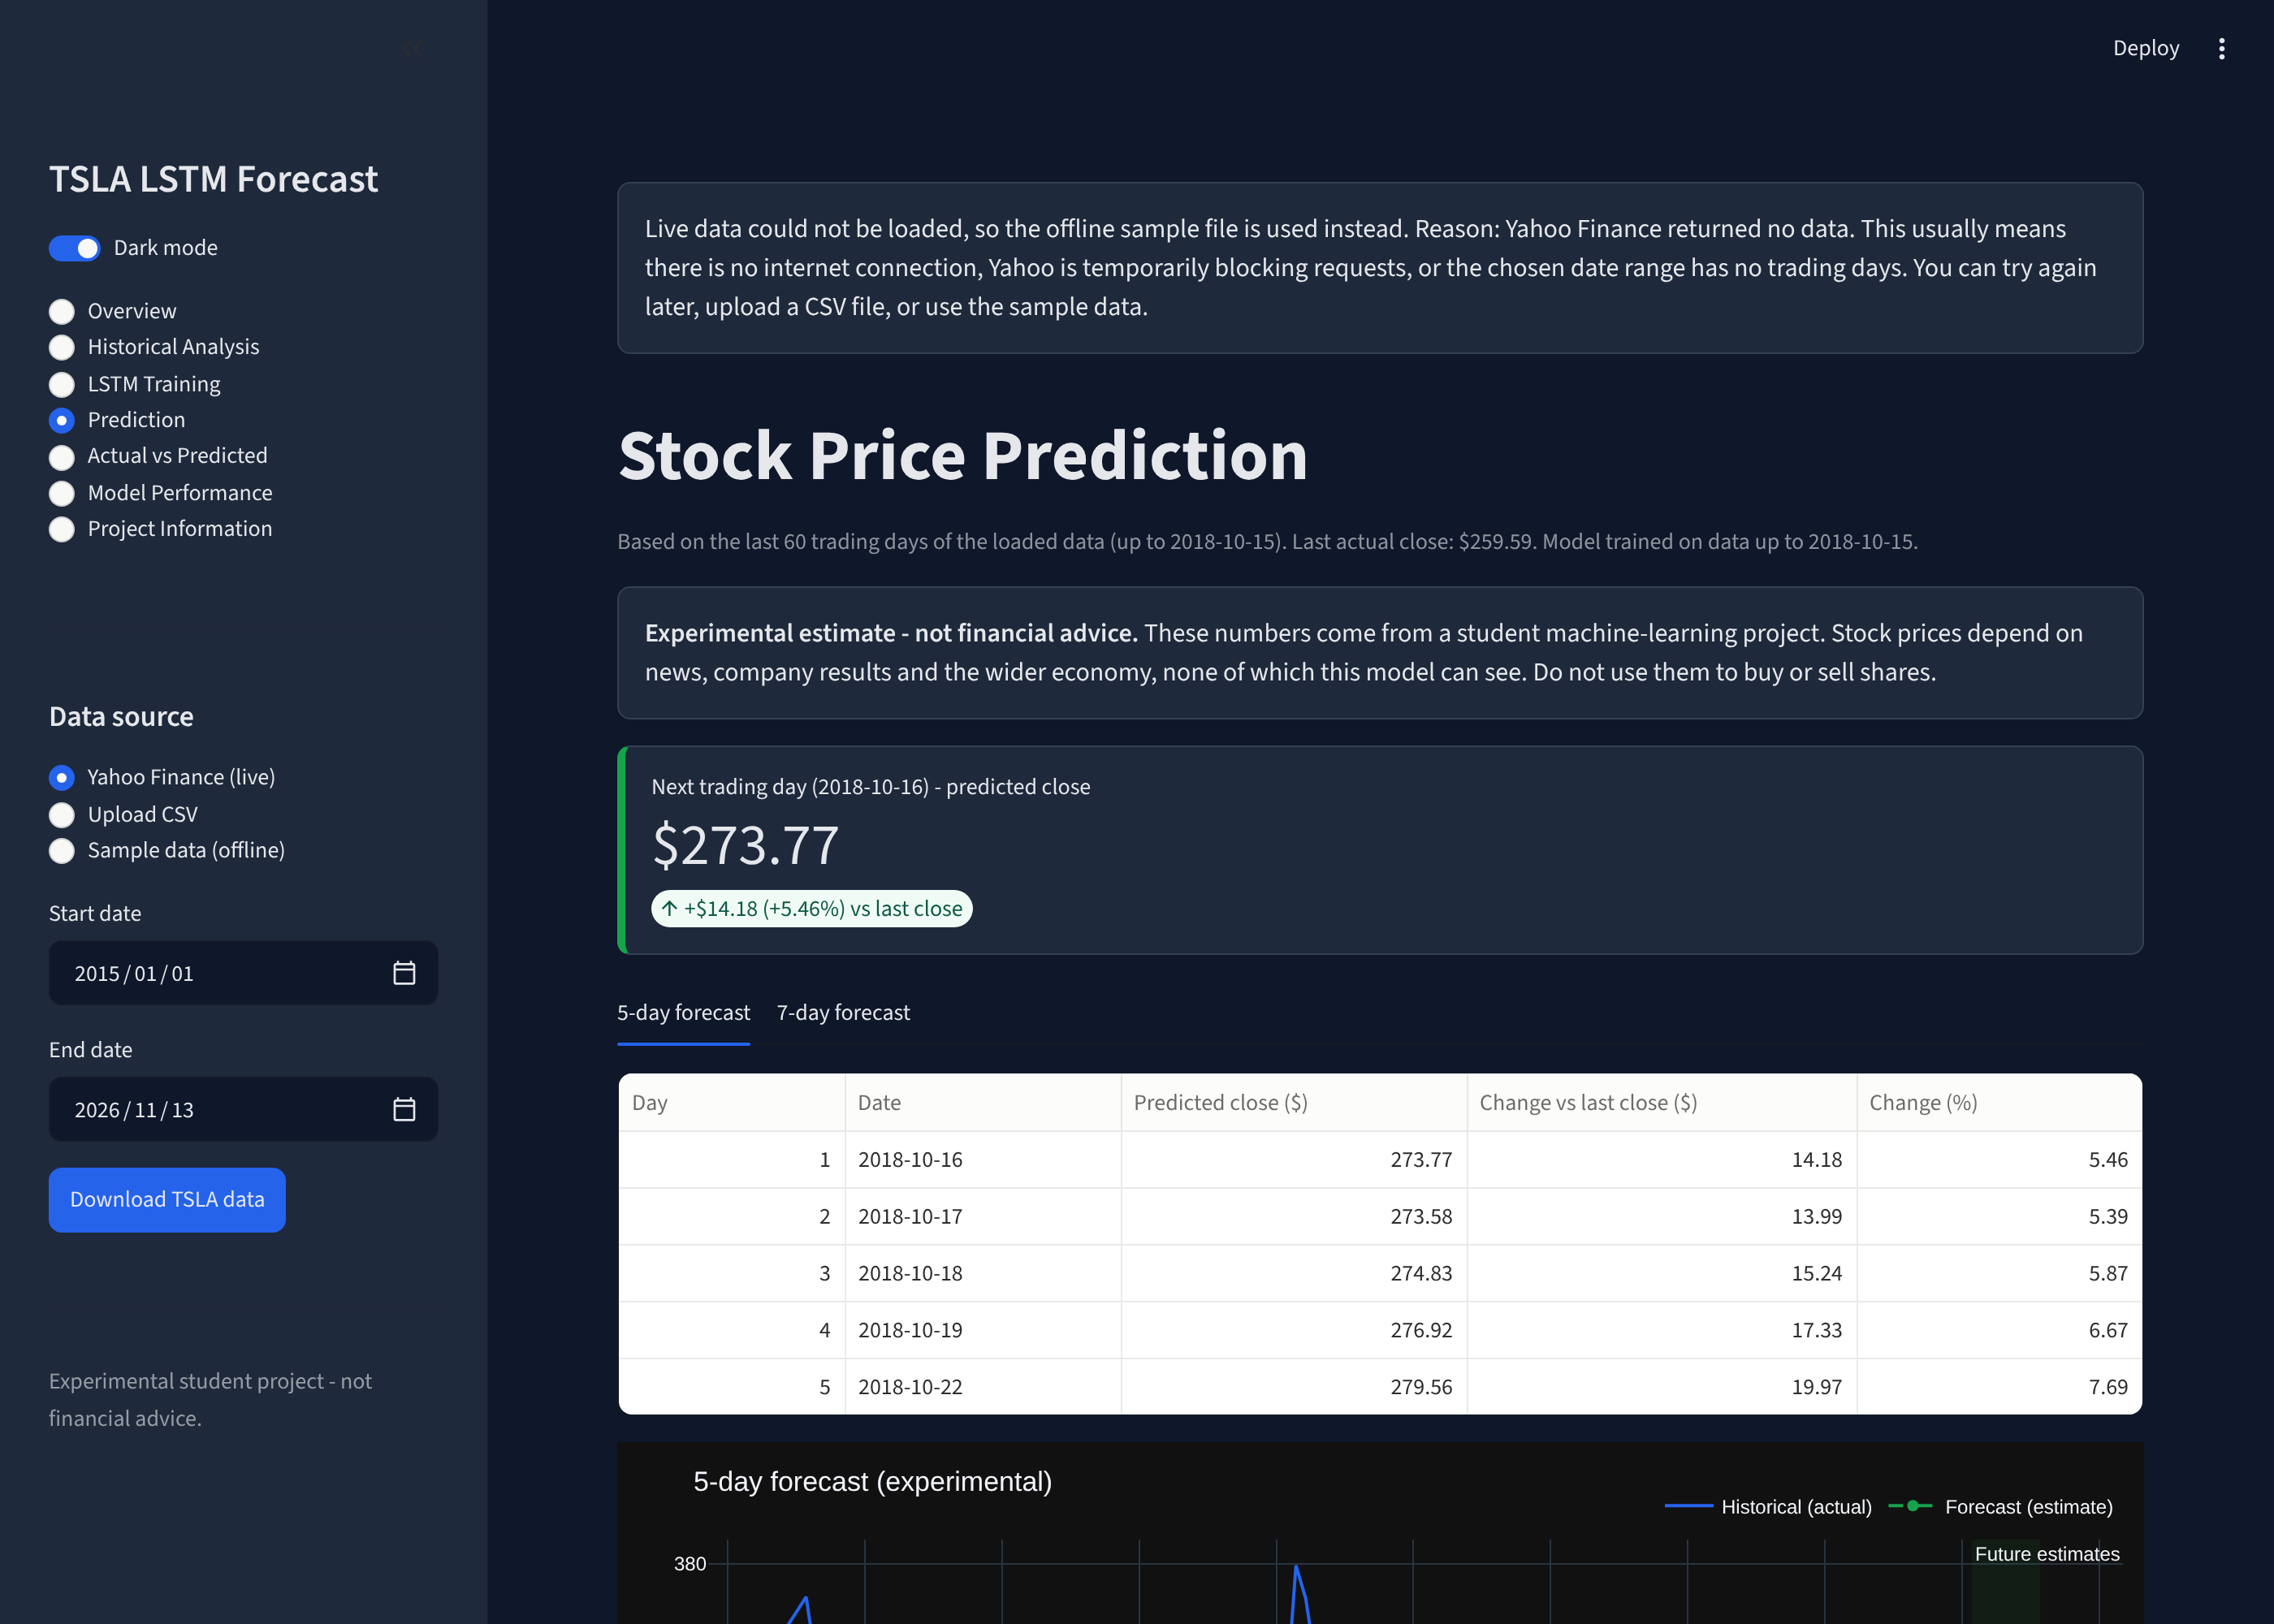 Deploy
TSLA LSTM Forecast
Dark mode
Overview
Historical Analysis
LSTM Training
Prediction
Actual vs Predicted
Model Performance
Project Information
Data source
Yahoo Finance (live)
Upload CSV
Sample data (offline)
Start date
2015 / 01 / 01
End date
2026 / 11 / 13
Download TSLA data
Experimental student project - not
financial advice.
Live data could not be loaded, so the offline sample file is used instead. Reason: Yahoo Finance returned no data. This usually means
there is no internet connection, Yahoo is temporarily blocking requests, or the chosen date range has no trading days. You can try again
later, upload a CSV file, or use the sample data.
Stock Price Prediction
Based on the last 60 trading days of the loaded data (up to 2018-10-15). Last actual close: $259.59. Model trained on data up to 2018-10-15.
Experimental estimate - not financial advice. These numbers come from a student machine-learning project. Stock prices depend on
news, company results and the wider economy, none of which this model can see. Do not use them to buy or sell shares.
Next trading day (2018-10-16) - predicted close
$273.77
↑ +$14.18 (+5.46%) vs last close
5-day forecast 7-day forecast
Day Date Predicted close ($) Change vs last close ($) Change (%)
1 2018-10-16 273.77 14.18 5.46
2 2018-10-17 273.58 13.99 5.39
3 2018-10-18 274.83 15.24 5.87
4 2018-10-19 276.92 17.33 6.67
5 2018-10-22 279.56 19.97 7.69
5-day forecast (experimental)
Historical (actual) Forecast (estimate)
Future estimates
380